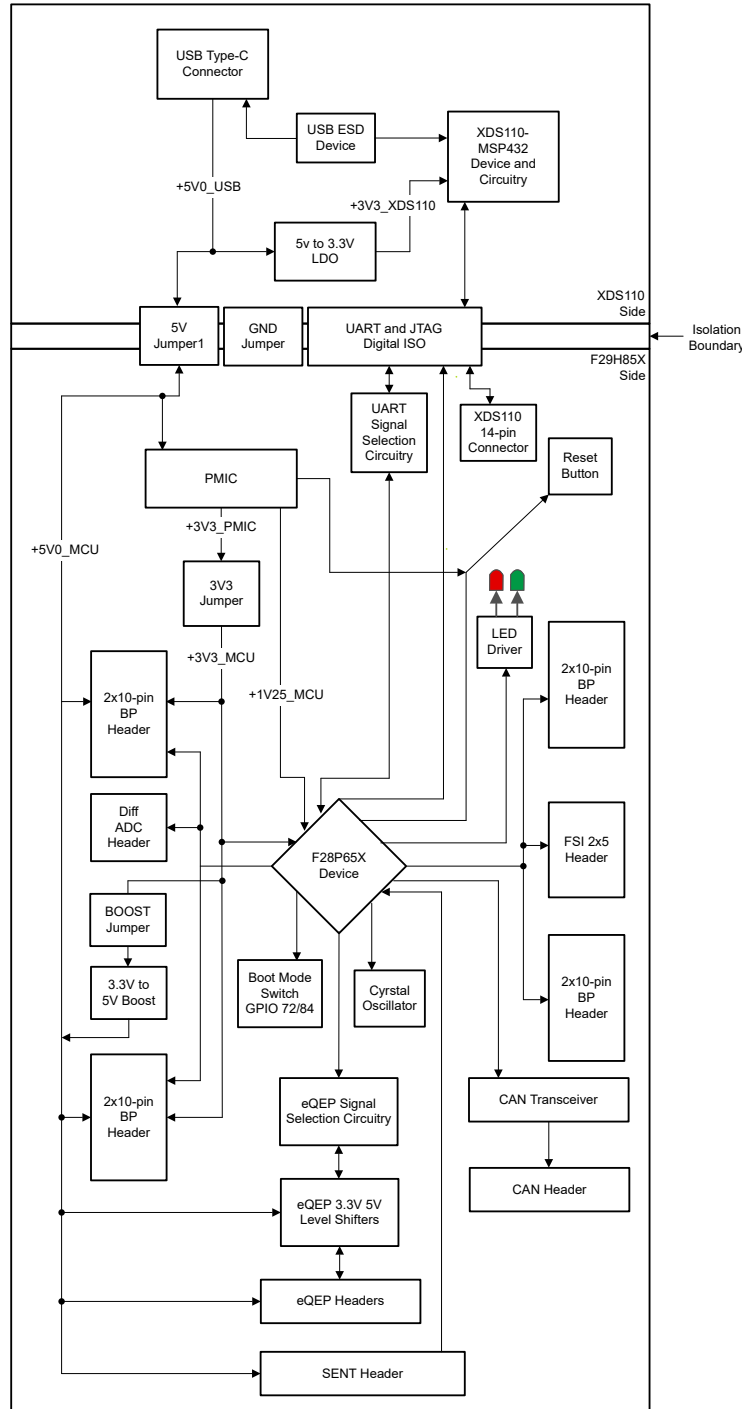 USB Type-C
Connector
USB ESD
Device
XDS110-
MSP432
Device and
Circuitry
+5V0_USB
+3V3_XDS110
5v to 3.3V
LDO
XDS110
Side
5V
Jumper1
GND
Jumper
UART and JTAG
Digital ISO
Isolation
Boundary
F29H85X
Side
UART
Signal
Selection
Circuitry
XDS110
14-pin
Connector
Reset
Button
PMIC
+3V3_PMIC
+5V0_MCU
3V3
Jumper
LED
Driver
+3V3_MCU
2x10-pin
BP
Header
+1V25_MCU
2x10-pin
BP
Header
Diff
ADC
Header
F28P65X
Device
FSI 2x5
Header
BOOST
Jumper
3.3V to
5V Boost
Boot Mode
Switch
GPIO 72/84
Cyrstal
Oscillator
2x10-pin
BP
Header
2x10-pin
BP
Header
eQEP Signal
Selection Circuitry
CAN Transceiver
CAN Header
eQEP 3.3V 5V
Level Shifters
eQEP Headers
SENT Header